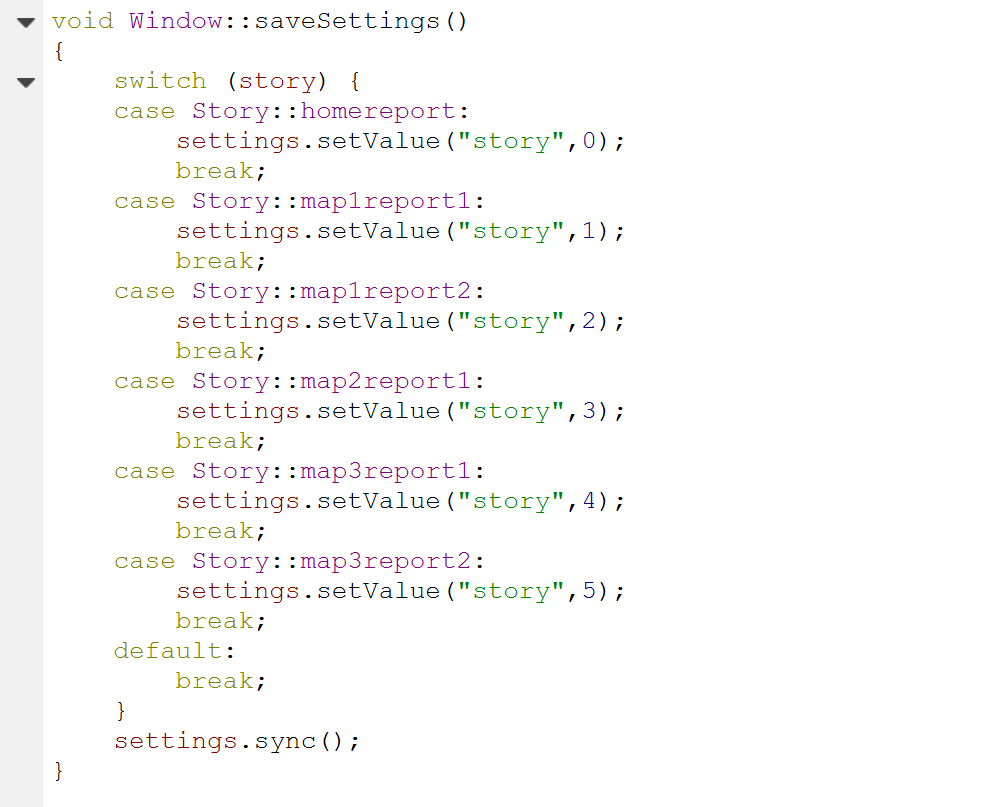 void Window::saveSettings()
{
    switch (story) {
    case Story::homereport:
        settings.setValue("story",0);
        break;
    case Story::map1report1:
        settings.setValue("story",1);
        break;
    case Story::map1report2:
        settings.setValue("story",2);
        break;
    case Story::map2report1:
        settings.setValue("story",3);
        break;
    case Story::map3report1:
        settings.setValue("story",4);
        break;
    case Story::map3report2:
        settings.setValue("story",5);
        break;
    default:
        break;
    }
    settings.sync();
}